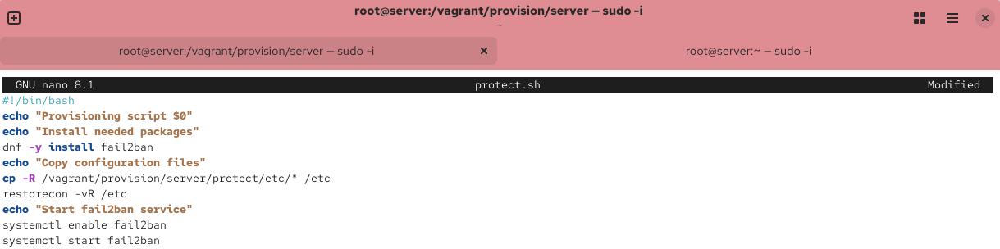 root@server:/vagrant/provision/server — sudo -i
~
root@server:/vagrant/provision/server — sudo -i
root@server:~ — sudo -i
GNU nano 8.1 protect.sh Modified
#!/bin/bash
echo "Provisioning script $0"
echo "Install needed packages"
dnf -y install fail2ban
echo "Copy configuration files"
cp -R /vagrant/provision/server/protect/etc/* /etc
restorecon -vR /etc
echo "Start fail2ban service"
systemctl enable fail2ban
systemctl start fail2ban